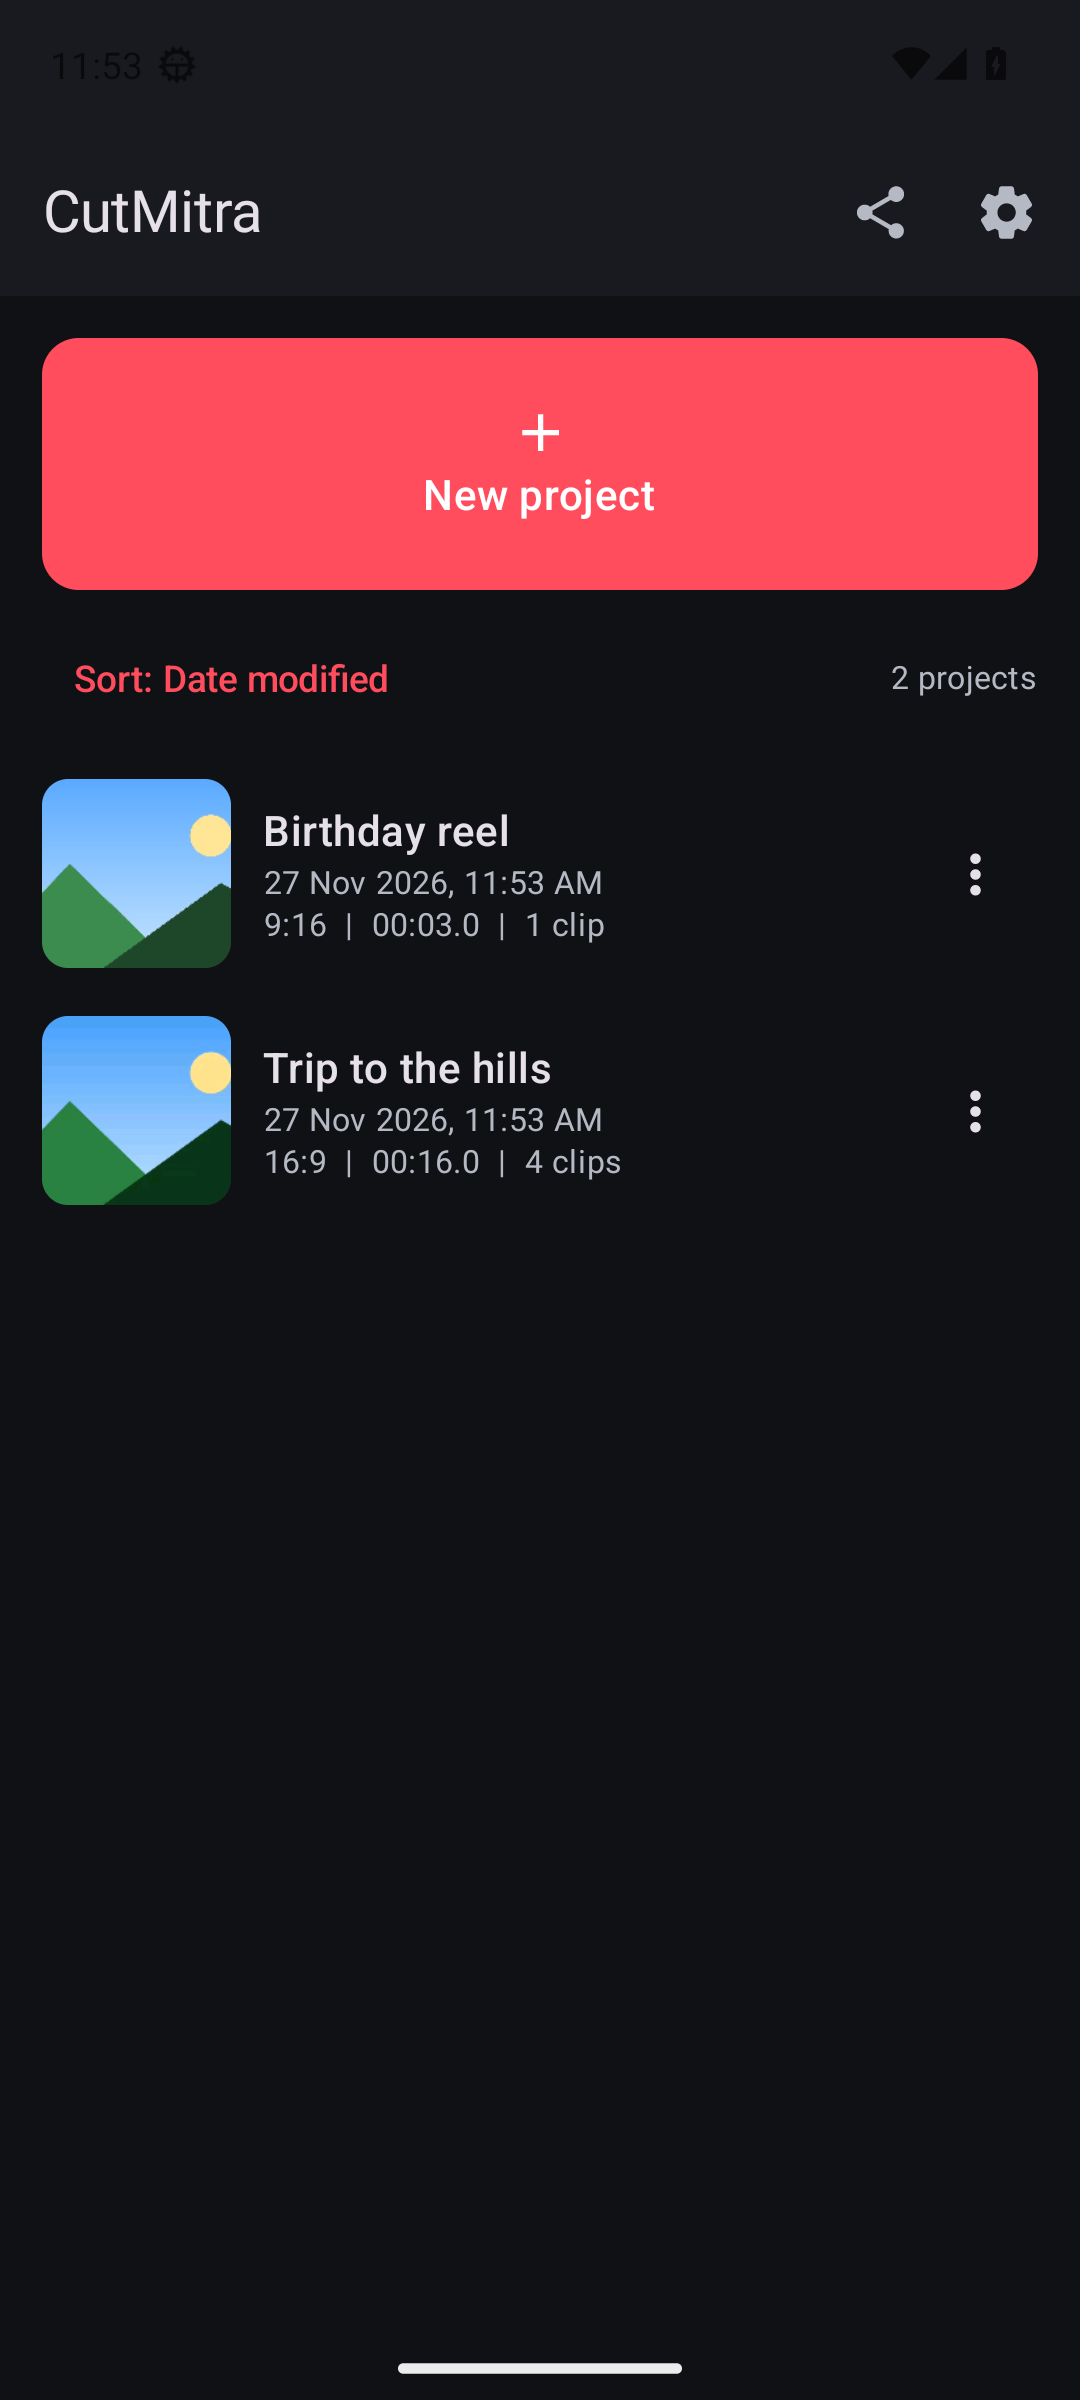 11:53
CutMitra
New project
Sort: Date modified
2 projects
Birthday reel
27 Nov 2026, 11:53 AM
9:16 | 00:03.0 | 1 clip
Trip to the hills
27 Nov 2026, 11:53 AM
16:9 | 00:16.0 | 4 clips